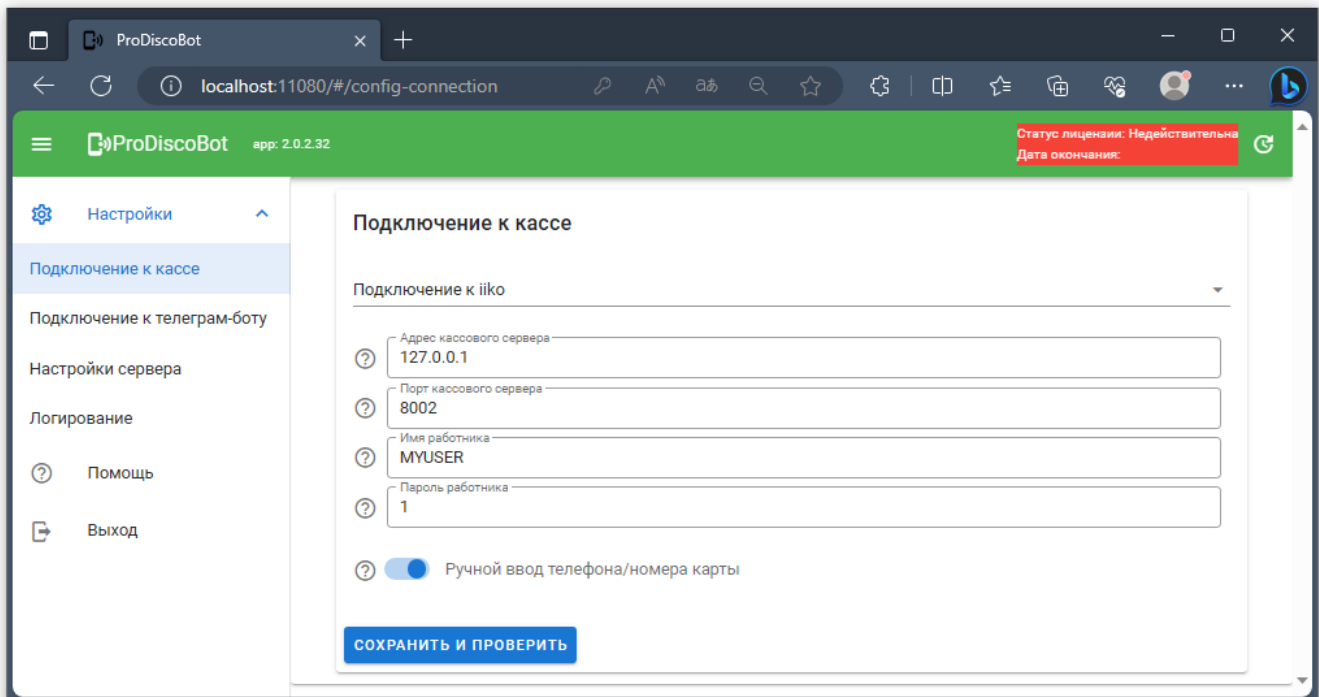 ProDiscoBot
localhost:11080/#/config-connection
ProDiscoBot app: 2.0.2.32
Статус лицензии: Недействительна
Дата окончания:
Настройки
Подключение к кассе
Подключение к телеграм-боту
Настройки сервера
Логирование
Помощь
Выход
Подключение к кассе
Подключение к iiko
Адрес кассового сервера
127.0.0.1
Порт кассового сервера
8002
Имя работника
MYUSER
Пароль работника
1
Ручной ввод телефона/номера карты
СОХРАНИТЬ И ПРОВЕРИТЬ